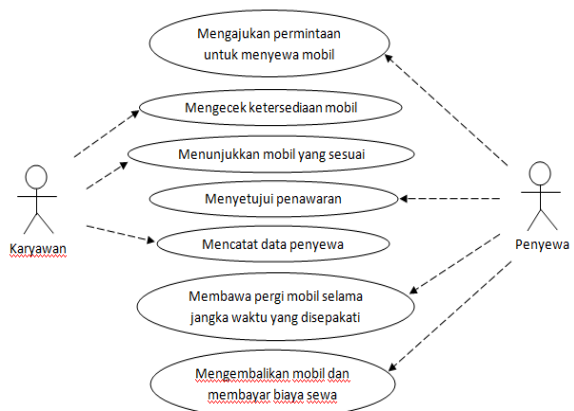 Mengajukan permintaan
untuk menyewa mobil
Mengecek ketersediaan mobil
Menunjukkan mobil yang sesuai
Menyetujui penawaran
Mencatat data penyewa
Karyawan
Penyewa
Membawa pergi mobil selama
jangka waktu yang disepakati
Mengembalikan mobil dan
membayar biaya sewa